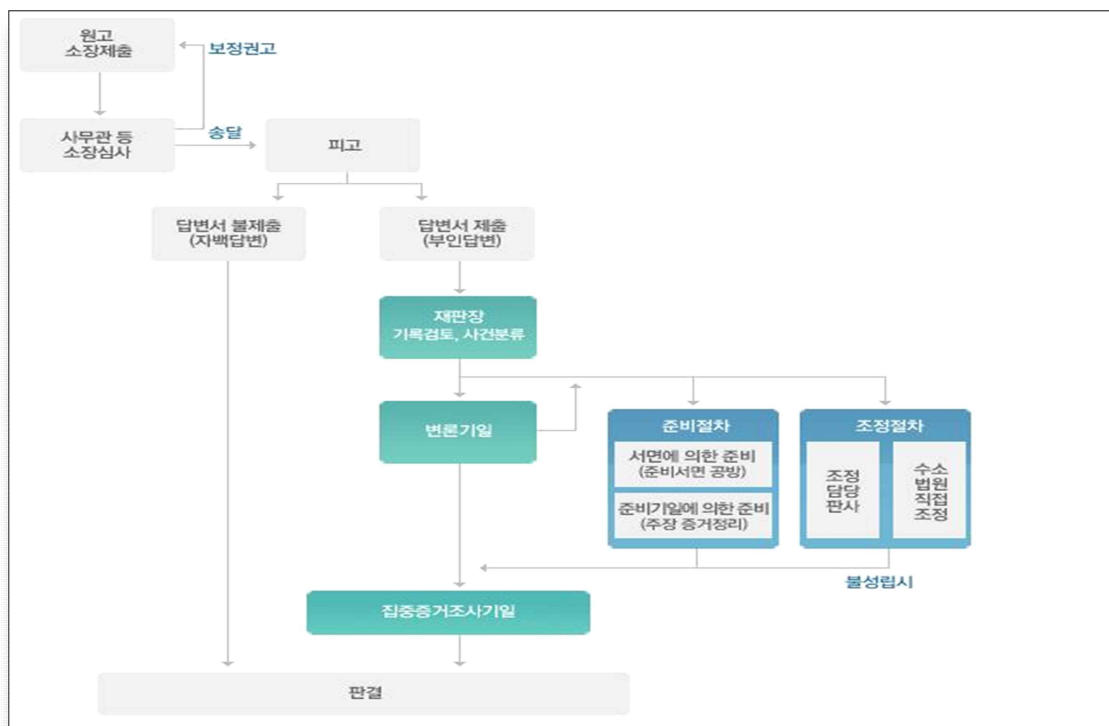 원고
소장제출
보정권고
사무관 등
소장심사
송달
피고
답변서 불제출
(자백답변)
답변서 제출
(부인답변)
재판장
기록검토, 사건분류
변론기일
준비절차
서면에 의한 준비
(준비서면 공방)
준비기일에 의한 준비
(주장 증거정리)
조정절차
조정
담당
판사
수소
법원
직접
조정
불성립시
집중증거조사기일
판결